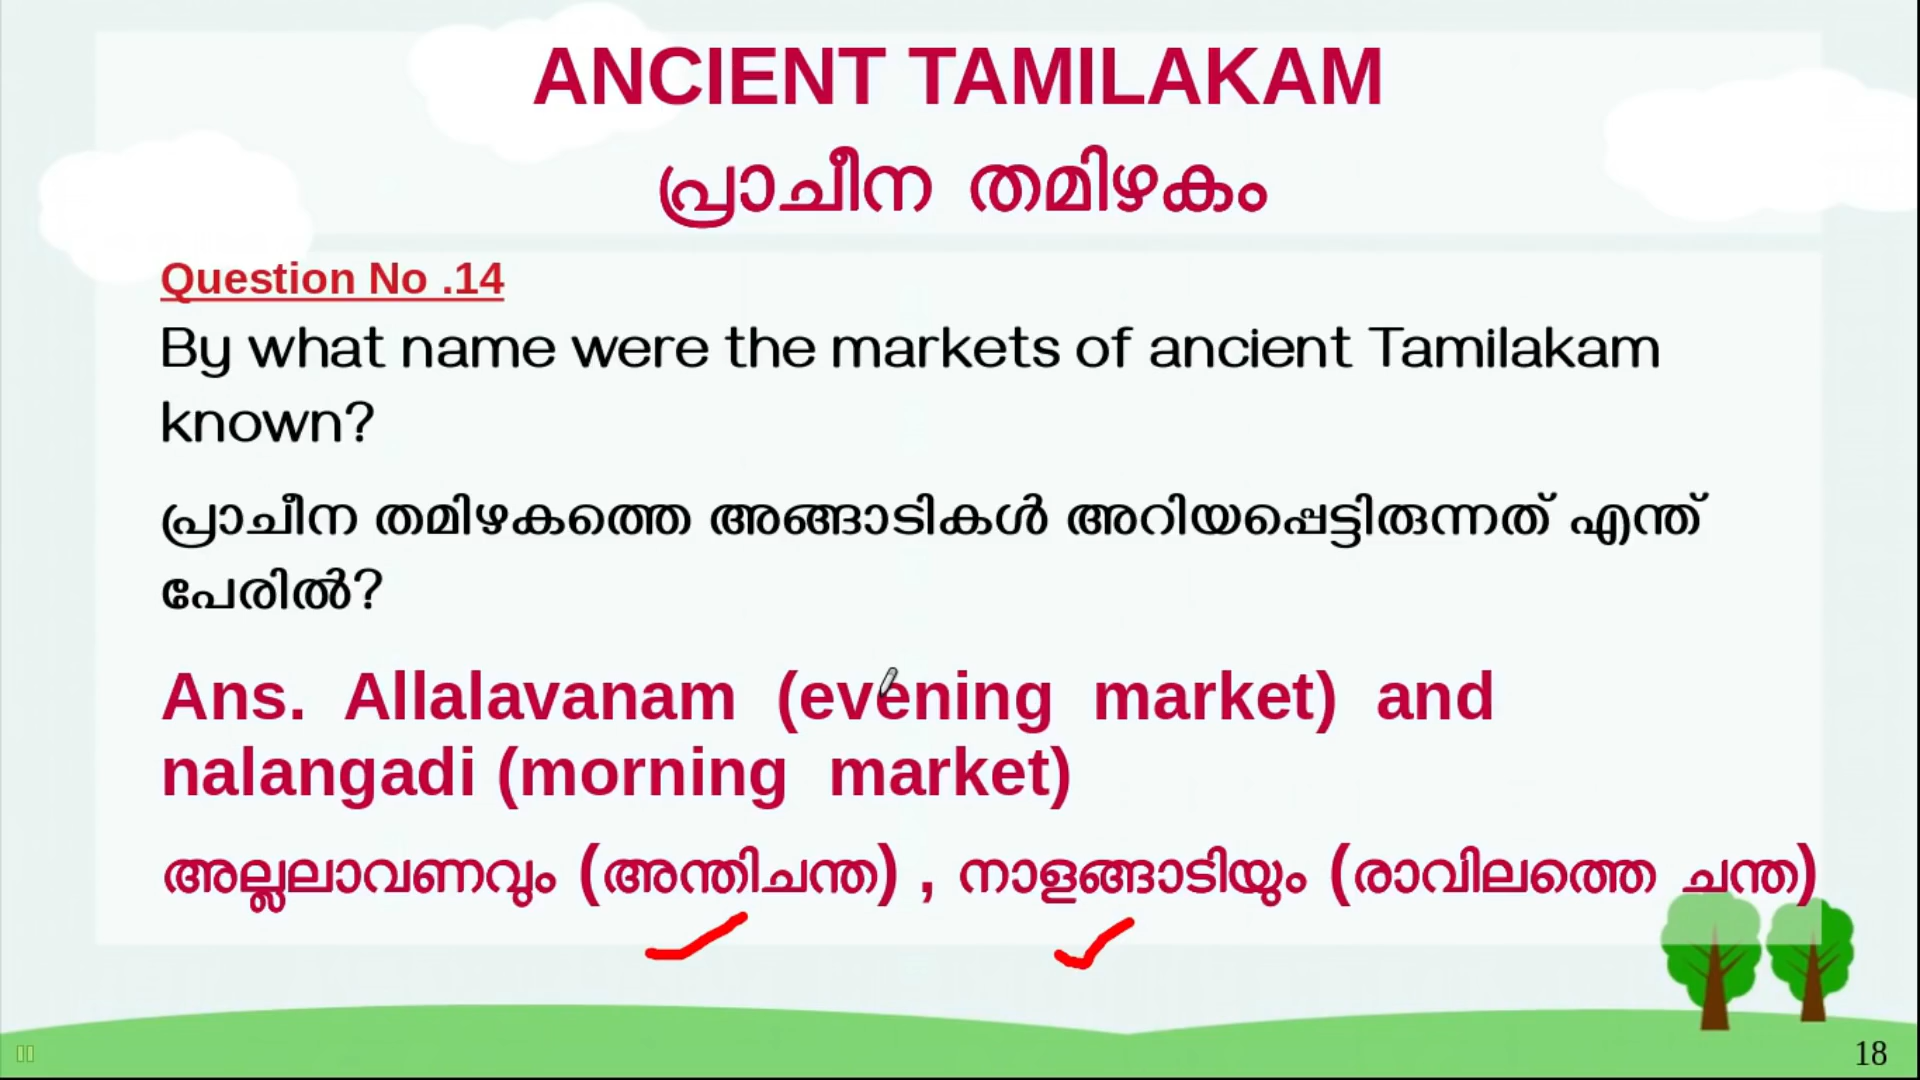 ANCIENT TAMILAKAM
പ്രാചീന തമിഴകം
Question No .14
By what name were the markets of ancient Tamilakam
known?
പ്രാചീന തമിഴകത്തെ അങ്ങാടികൾ അറിയപ്പെട്ടിരുന്നത് എന്ത്
പേരിൽ?
Ans. Allalavanam (evening market) and
nalangadi (morning market)
അല്ലലാവണവും (അന്തിചന്ത) , നാളങ്ങാടിയും (രാവിലത്തെ ചന്ത)
18